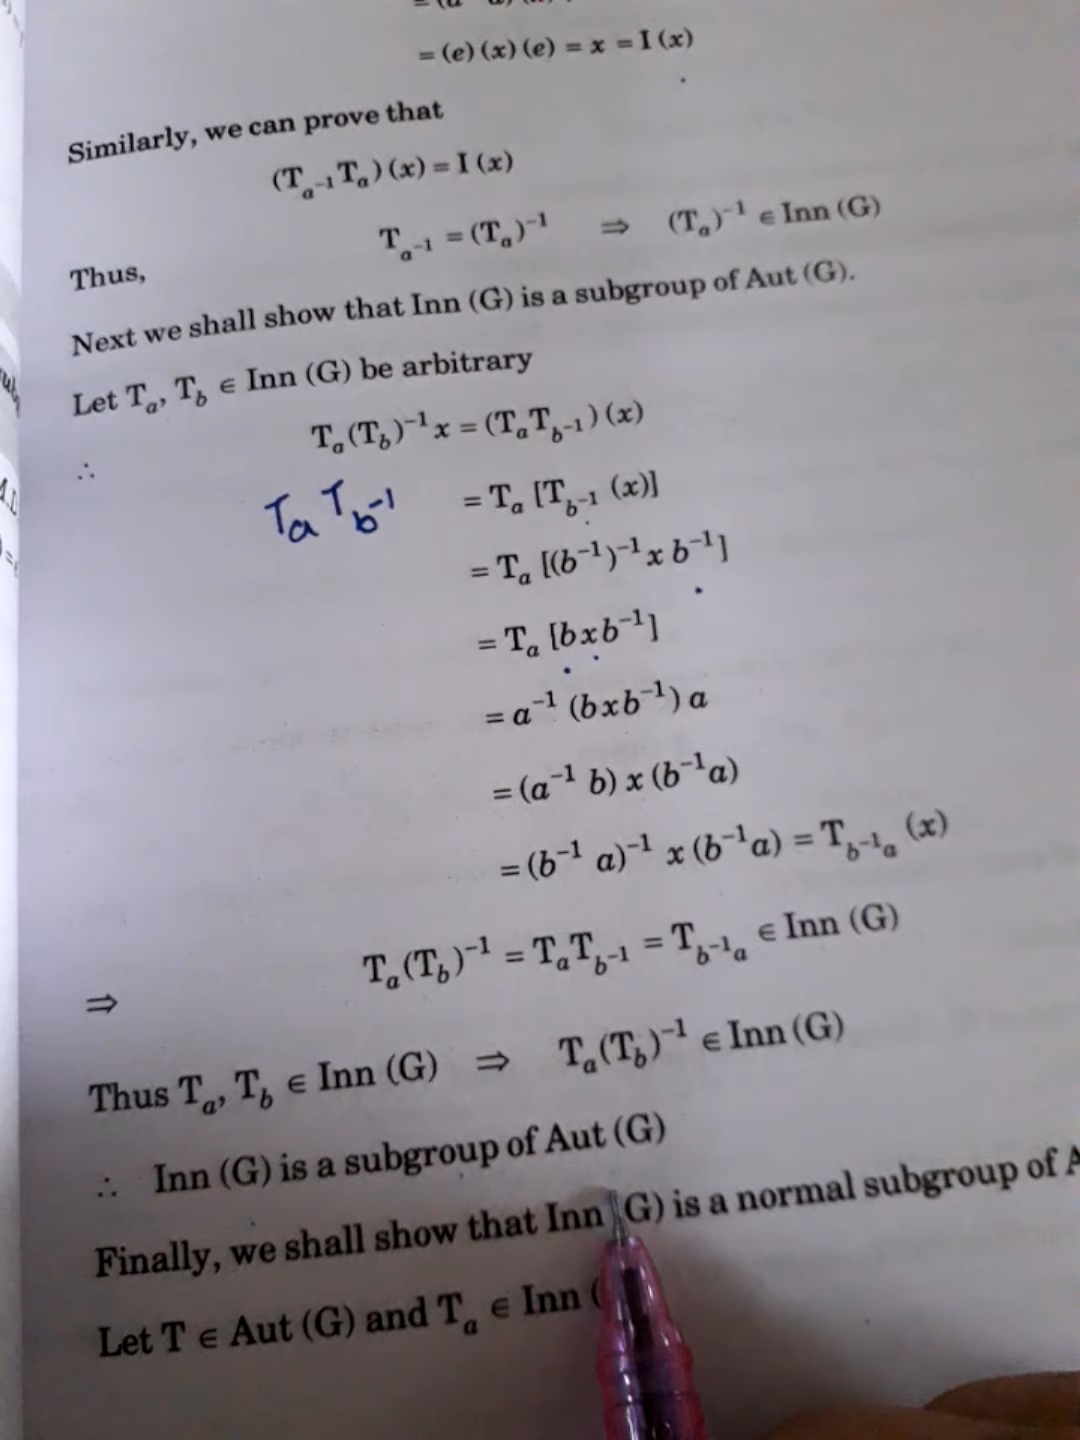 = (e) (x) (e) = x = I (x)
Similarly, we can prove that
(T_{a^{-1}} T_a) (x) = I (x)
Thus, T_{a^{-1}} = (T_a)^{-1} ⇒ (T_a)^{-1} ∈ Inn (G)
Next we shall show that Inn (G) is a subgroup of Aut (G).
Let T_a, T_b ∈ Inn (G) be arbitrary
∴ T_a(T_b)^{-1} x = (T_a T_{b^{-1}}) (x)
T_a T_{b^{-1}} = T_a [T_{b^{-1}} (x)]
= T_a [(b^{-1})^{-1} x b^{-1}]
= T_a [b x b^{-1}]
= a^{-1} (b x b^{-1}) a
= (a^{-1} b) x (b^{-1} a)
= (b^{-1} a)^{-1} x (b^{-1} a) = T_{b^{-1}a} (x)
⇒ T_a(T_b)^{-1} = T_a T_{b^{-1}} = T_{b^{-1}a} ∈ Inn (G)
Thus T_a, T_b ∈ Inn (G) ⇒ T_a(T_b)^{-1} ∈ Inn (G)
∴ Inn (G) is a subgroup of Aut (G)
Finally, we shall show that Inn (G) is a normal subgroup of A
Let T ∈ Aut (G) and T_a ∈ Inn (